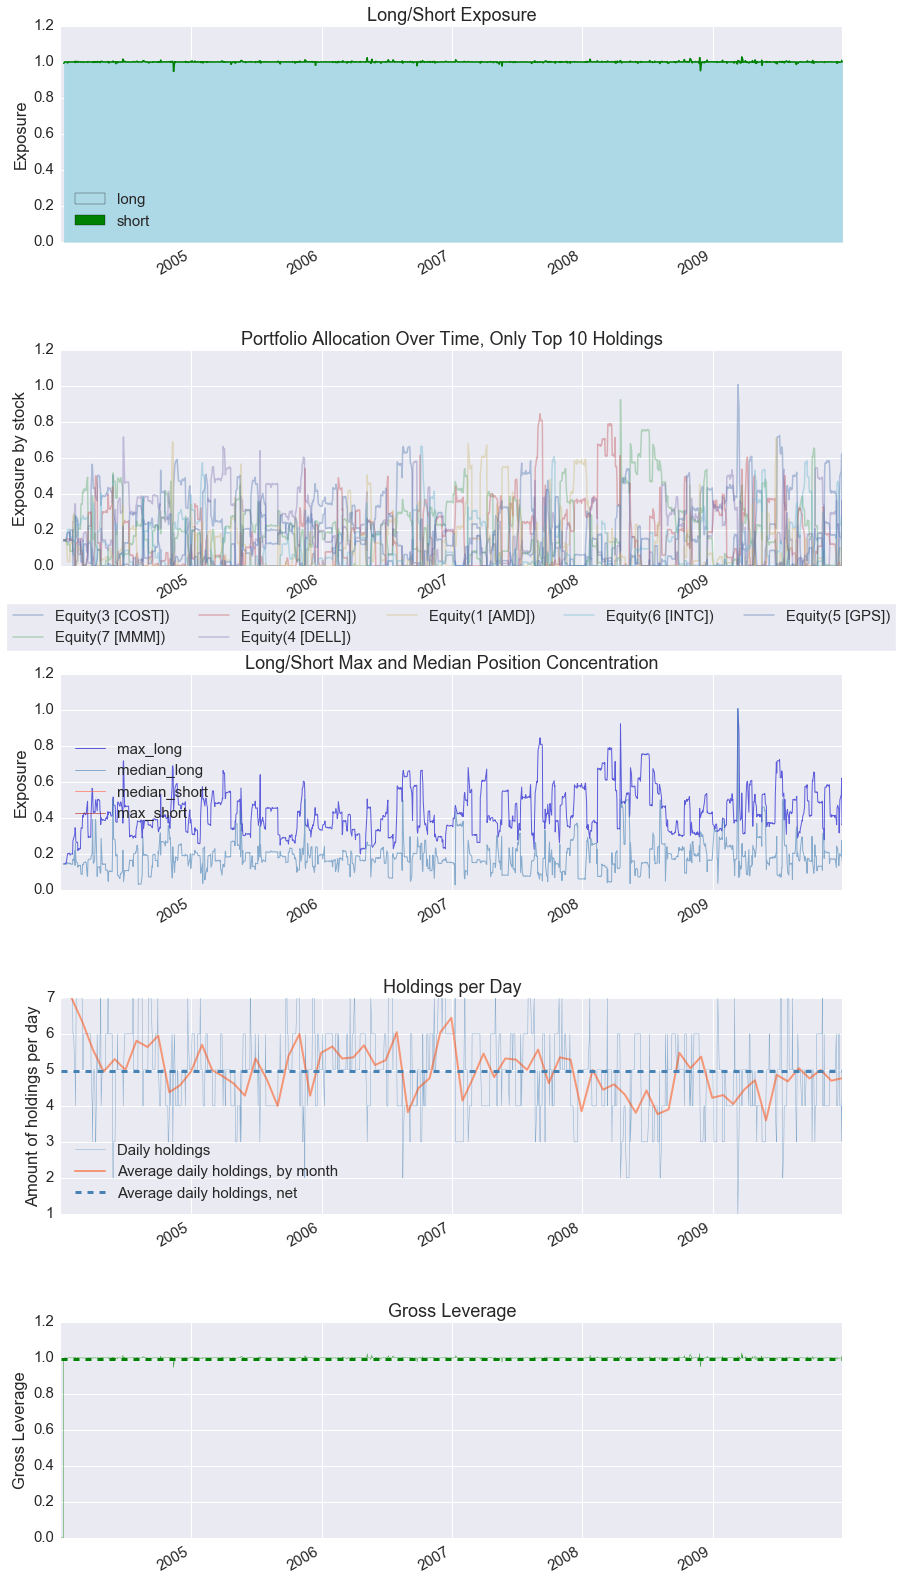 Long/Short Exposure
1.2
1.0
0.8
0.6
0.4
0.2
0.0
Exposure
long
short
2005 2006 2007 2008 2009
Portfolio Allocation Over Time, Only Top 10 Holdings
1.2
1.0
0.8
0.6
0.4
0.2
0.0
Exposure by stock
2005 2006 2007 2008 2009
Equity(3 [COST]) Equity(2 [CERN]) Equity(1 [AMD]) Equity(6 [INTC]) Equity(5 [GPS])
Equity(7 [MMM]) Equity(4 [DELL])
Long/Short Max and Median Position Concentration
1.2
1.0
0.8
0.6
0.4
0.2
0.0
Exposure
max_long
median_long
median_short
max_short
2005 2006 2007 2008 2009
Holdings per Day
7
6
5
4
3
2
1
Amount of holdings per day
Daily holdings
Average daily holdings, by month
Average daily holdings, net
2005 2006 2007 2008 2009
Gross Leverage
1.2
1.0
0.8
0.6
0.4
0.2
0.0
Gross Leverage
2005 2006 2007 2008 2009